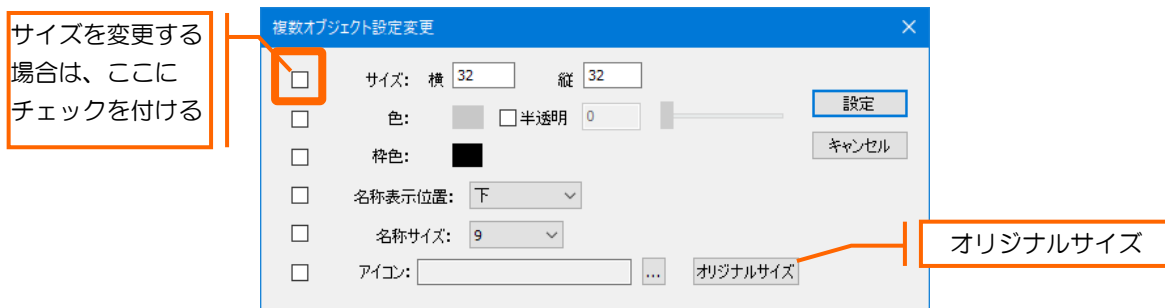 サイズを変更する
場合は、ここに
チェックを付ける
複数オブジェクト設定変更
サイズ: 横 32 縦 32
色: 半透明 0
設定
枠色:
キャンセル
名称表示位置: 下
名称サイズ: 9
オリジナルサイズ
アイコン: ... オリジナルサイズ